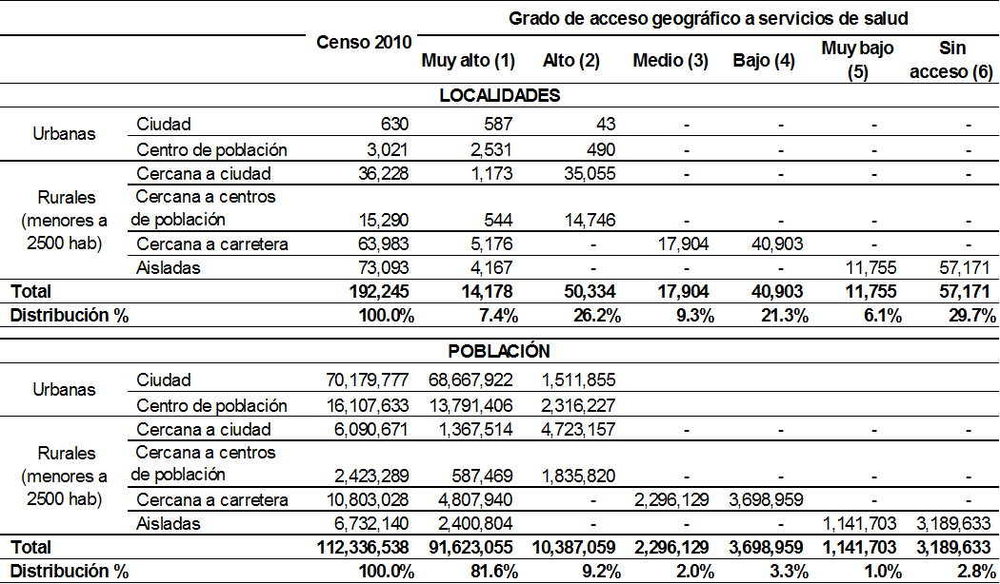 Grado de acceso geográfico a servicios de salud
Censo 2010 Muy alto (1) Alto (2) Medio (3) Bajo (4) Muy bajo (5) Sin acceso (6)
LOCALIDADES
Urbanas Ciudad 630 587 43 - - - -
Centro de población 3,021 2,531 490 - - - -
Rurales (menores a 2500 hab) Cercana a ciudad 36,228 1,173 35,055 - - - -
Cercana a centros de población 15,290 544 14,746 - - - -
Cercana a carretera 63,983 5,176 - 17,904 40,903 - -
Aisladas 73,093 4,167 - - - 11,755 57,171
Total 192,245 14,178 50,334 17,904 40,903 11,755 57,171
Distribución % 100.0% 7.4% 26.2% 9.3% 21.3% 6.1% 29.7%
POBLACIÓN
Urbanas Ciudad 70,179,777 68,667,922 1,511,855
Centro de población 16,107,633 13,791,406 2,316,227
Rurales (menores a 2500 hab) Cercana a ciudad 6,090,671 1,367,514 4,723,157 - - - -
Cercana a centros de población 2,423,289 587,469 1,835,820 - - - -
Cercana a carretera 10,803,028 4,807,940 - 2,296,129 3,698,959 - -
Aisladas 6,732,140 2,400,804 - - - 1,141,703 3,189,633
Total 112,336,538 91,623,055 10,387,059 2,296,129 3,698,959 1,141,703 3,189,633
Distribución % 100.0% 81.6% 9.2% 2.0% 3.3% 1.0% 2.8%